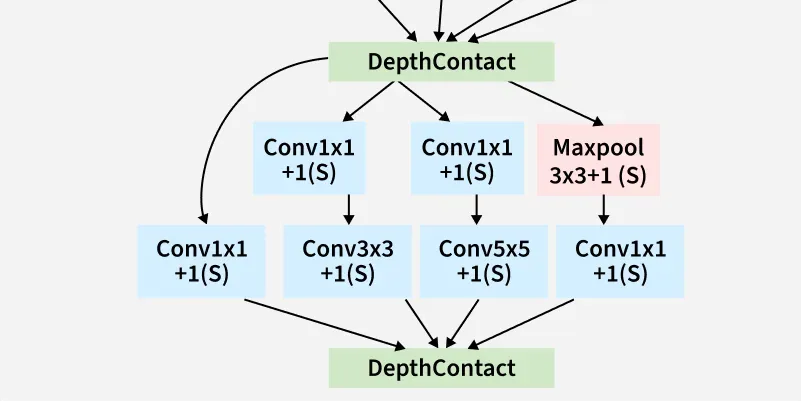 DepthContact
Conv1x1
+1(S)
Conv1x1
+1(S)
Maxpool
3x3+1 (S)
Conv1x1
+1(S)
Conv3x3
+1(S)
Conv5x5
+1(S)
Conv1x1
+1(S)
DepthContact